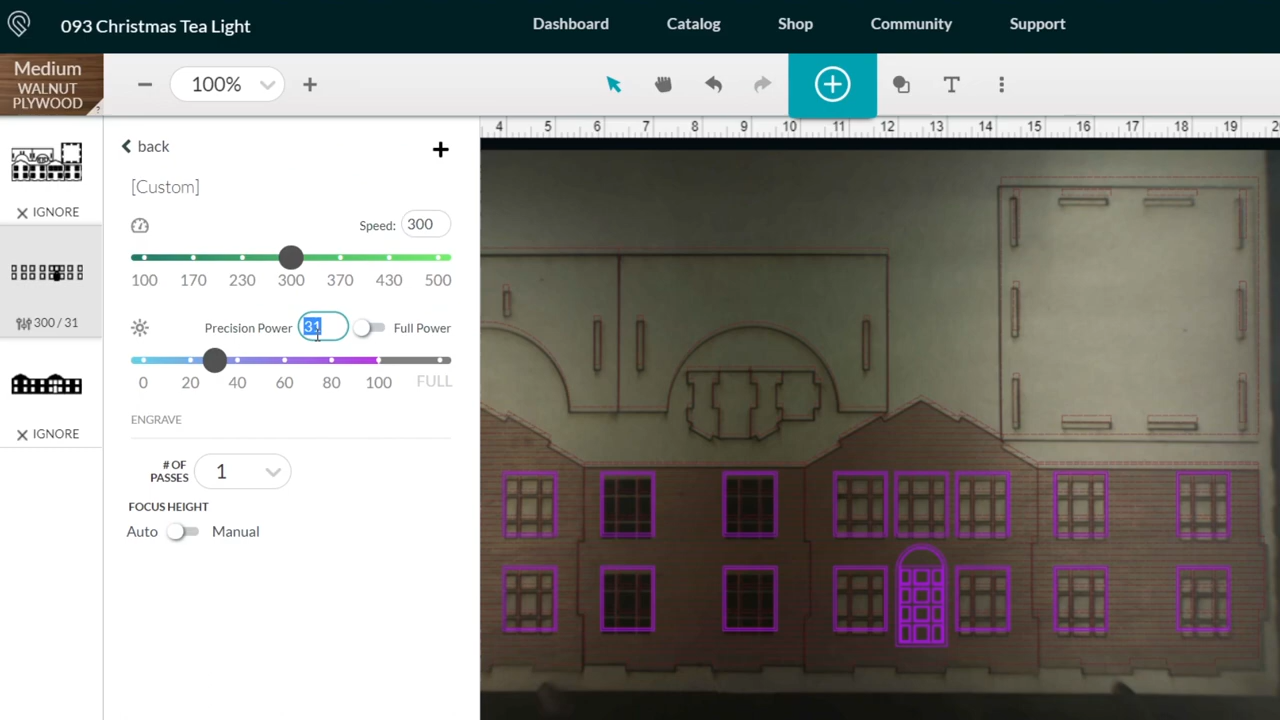 093 Christmas Tea Light
Dashboard
Catalog
Shop
Community
Support
Medium
WALNUT
PLYWOOD
?
100%
T
4 5 6 7 8 9 10 11 12 13 14 15 16 17 18 19 2
IGNORE
300 / 31
IGNORE
back
[Custom]
Speed: 300
100 170 230 300 370 430 500
Precision Power 31 Full Power
0 20 40 60 80 100 FULL
ENGRAVE
# OF
PASSES
1
FOCUS HEIGHT
Auto Manual